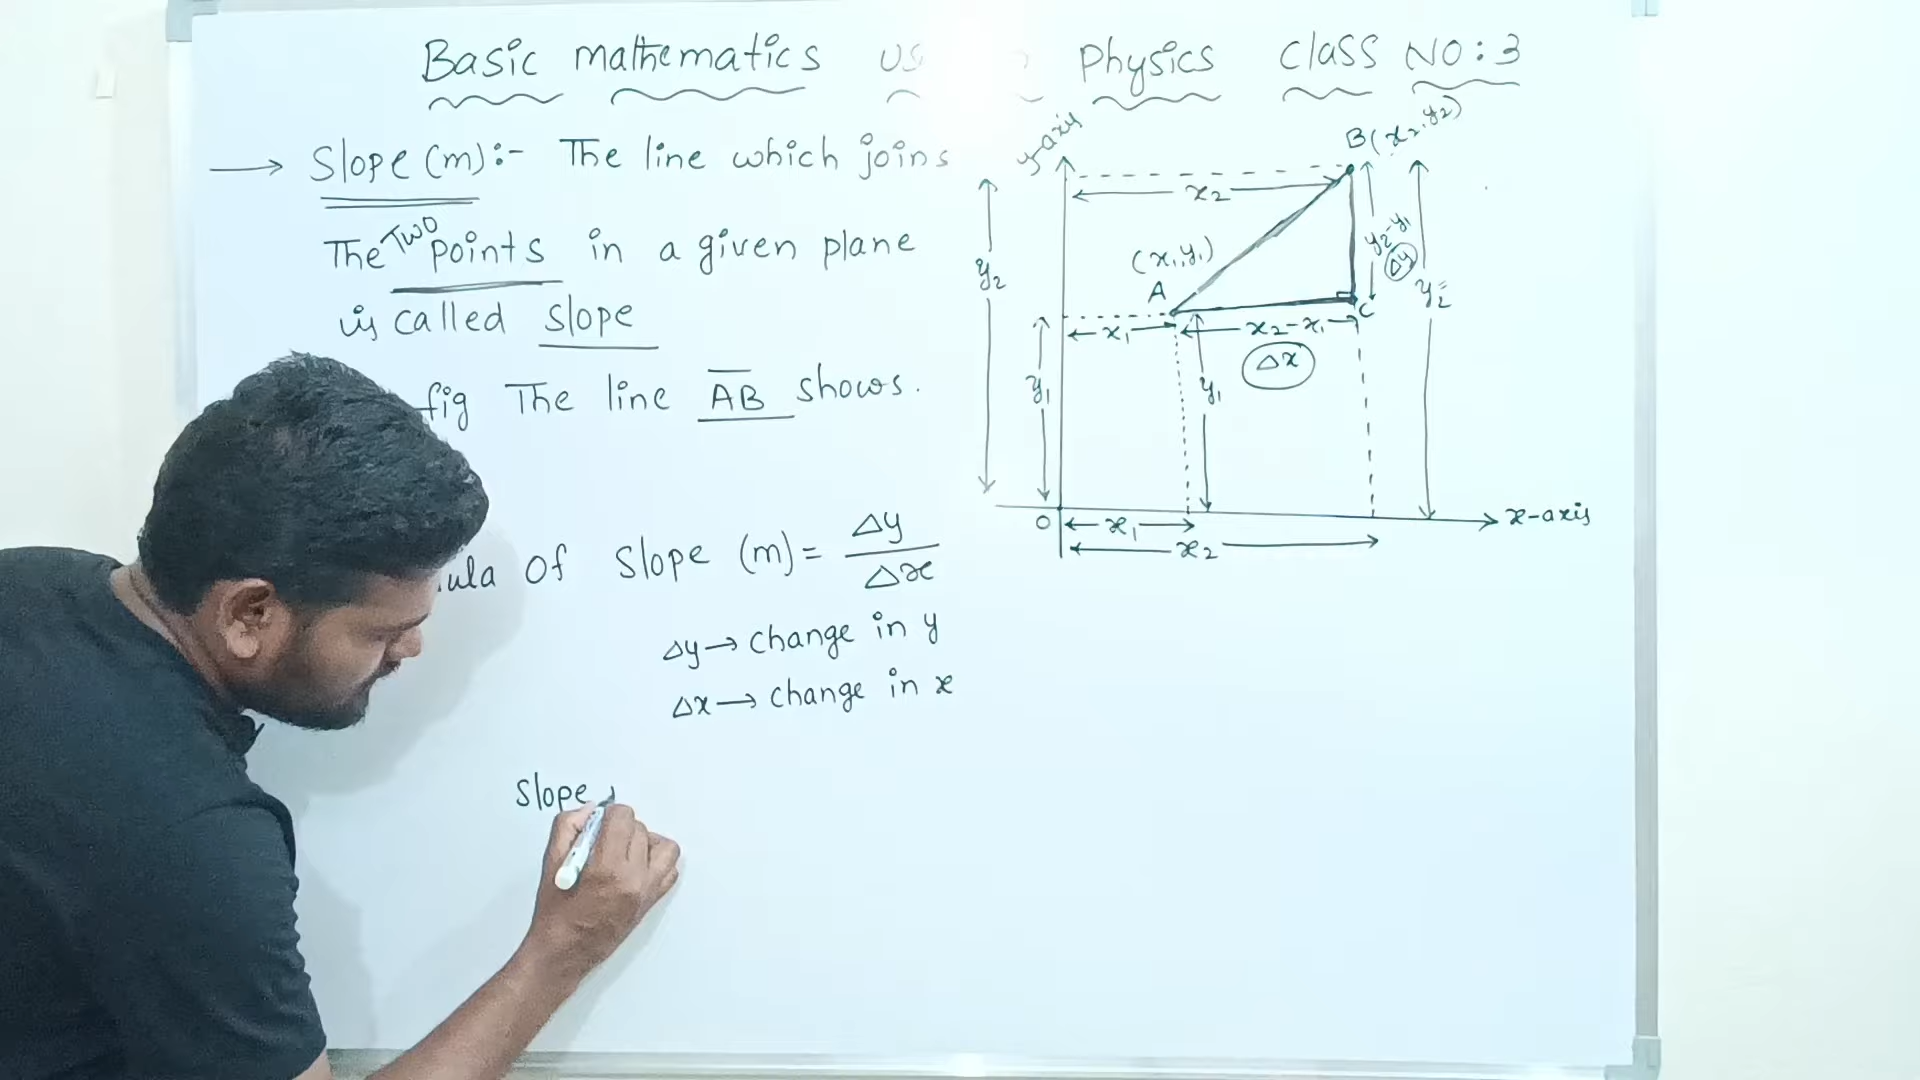 Basic mathematics Physics Class NO:3
→ Slope (m):- The line which joins
The Two points in a given plane
is called slope
fig The line AB shows.
of slope (m) = Δy/Δx
Δy → change in y
Δx → change in x
Slope
y-axis
B(x2,y2)
x2
y2-y1
Δy
y2
(x1,y1)
A
y2=
C
x1
x2-x1
Δx
y1
y1
O
x1
x-axis
x2